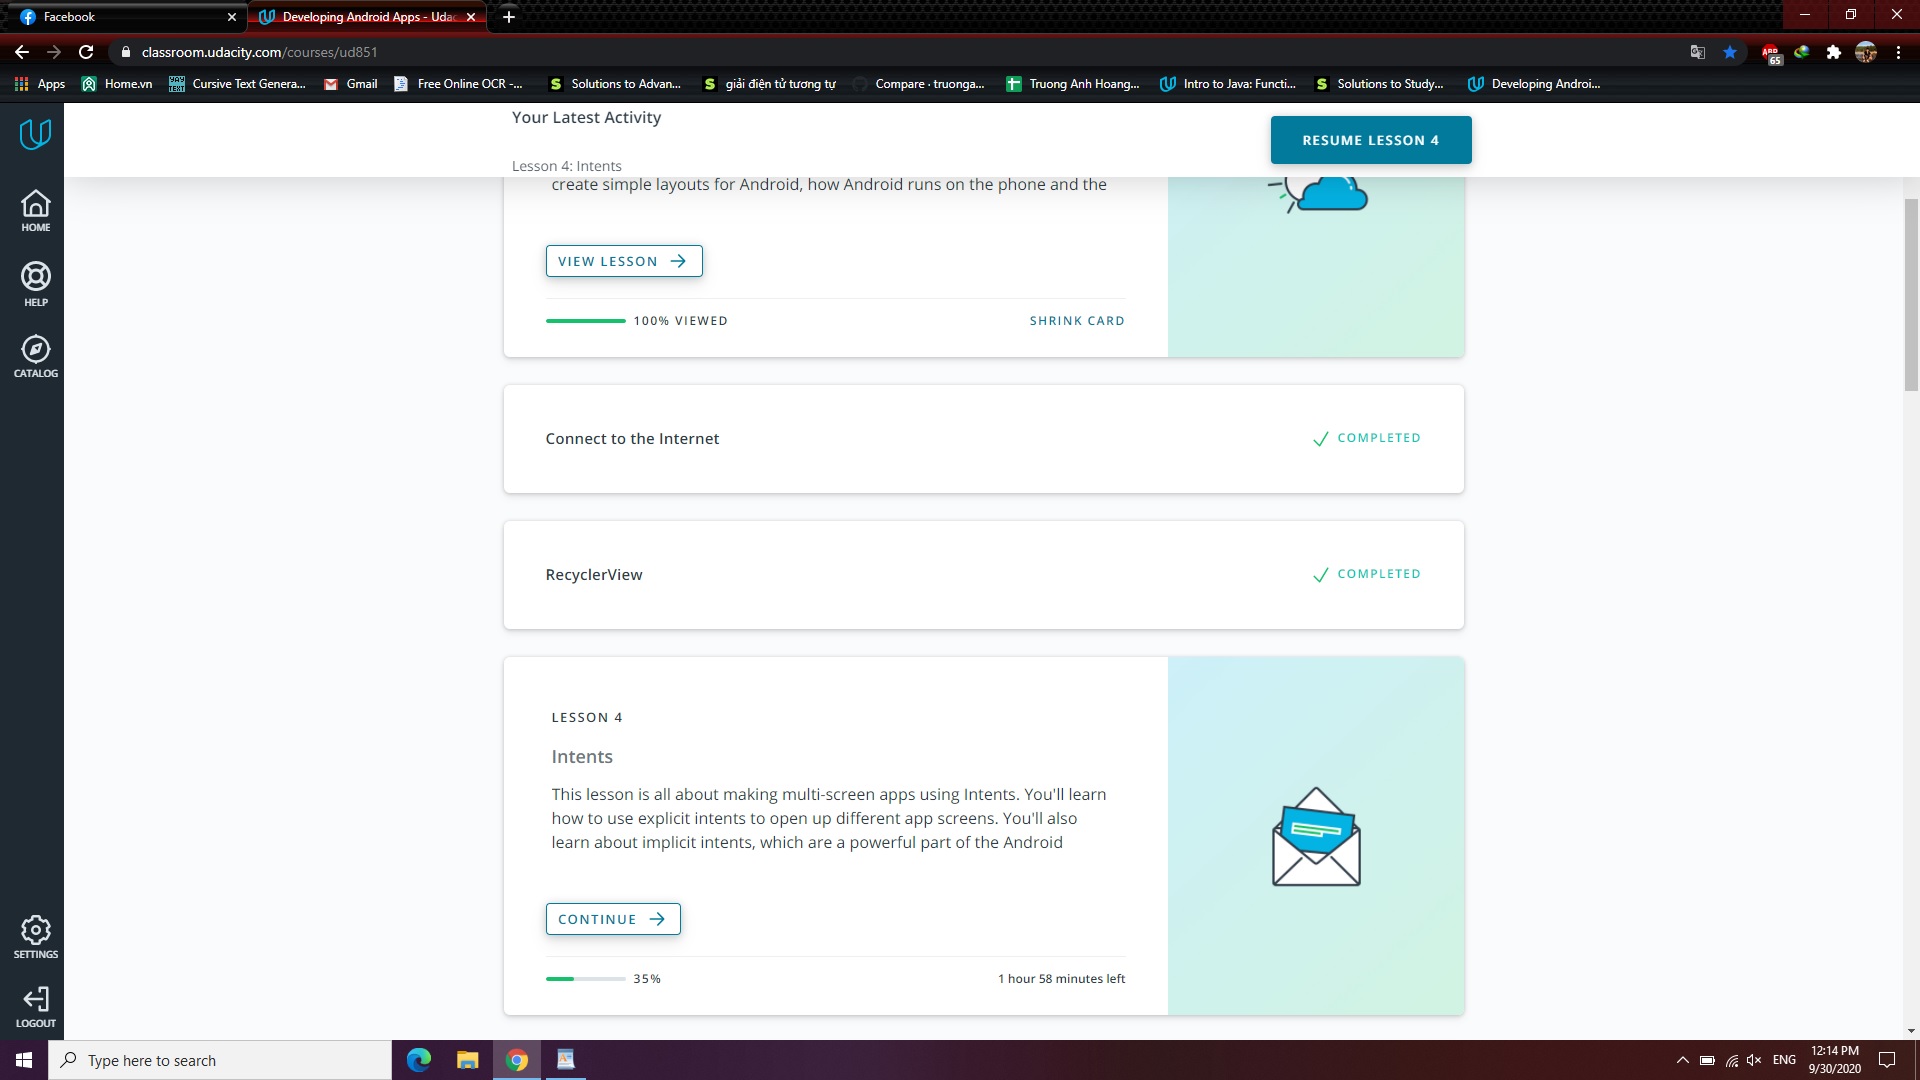 Facebook
Developing Android Apps - Udac
classroom.udacity.com/courses/ud851
ABP
65
Apps
Home.vn
Cursive Text Genera...
Gmail
Free Online OCR -...
Solutions to Advan...
giải điện tử tương tự
Compare · truonga...
Truong Anh Hoang...
Intro to Java: Functi...
Solutions to Study...
Developing Androi...
Your Latest Activity
Lesson 4: Intents
RESUME LESSON 4
HOME
HELP
CATALOG
SETTINGS
LOGOUT
create simple layouts for Android, how Android runs on the phone and the
VIEW LESSON
100% VIEWED
SHRINK CARD
Connect to the Internet
COMPLETED
RecyclerView
COMPLETED
LESSON 4
Intents
This lesson is all about making multi-screen apps using Intents. You'll learn
how to use explicit intents to open up different app screens. You'll also
learn about implicit intents, which are a powerful part of the Android
CONTINUE
35%
1 hour 58 minutes left
Type here to search
ENG
12:14 PM
9/30/2020